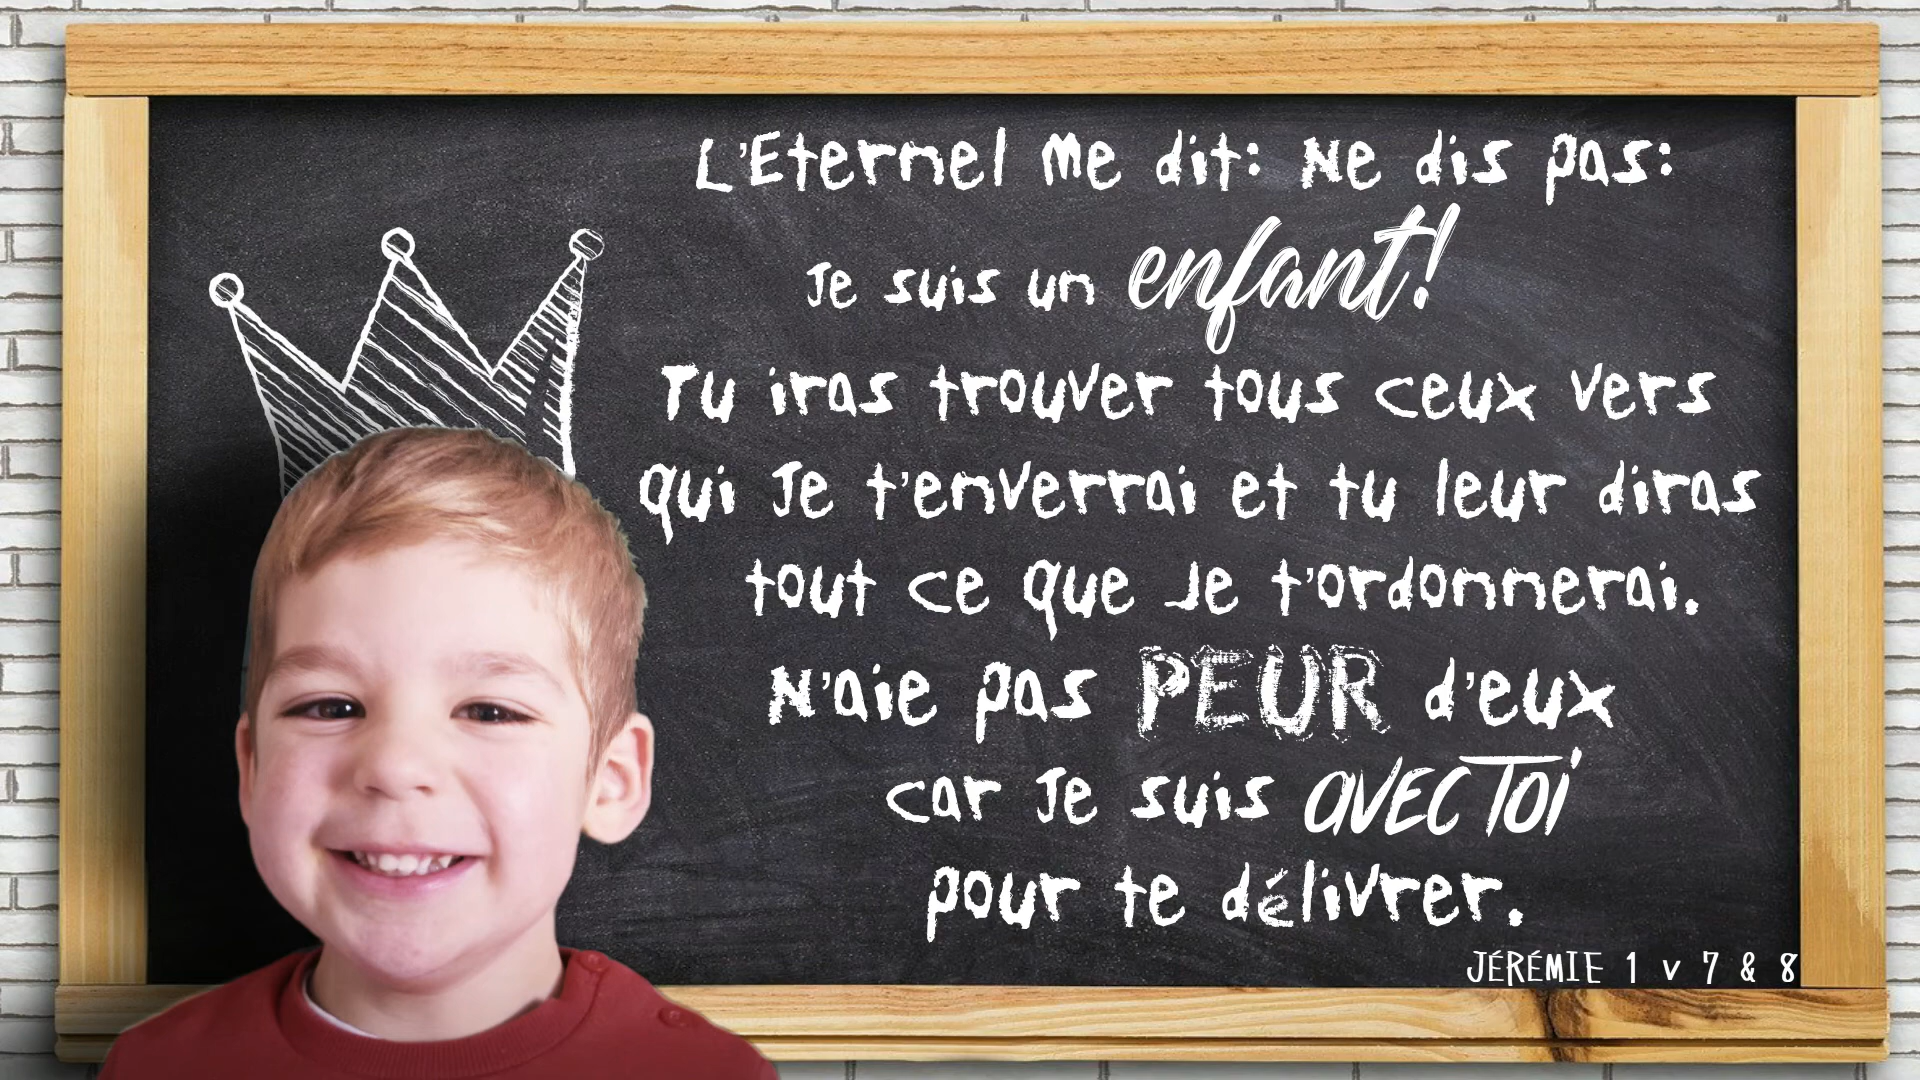 L'Eternel me dit: Ne dis pas:
Je suis un enfant!
Tu iras trouver tous ceux vers
qui Je t'enverrai et tu leur diras
tout ce que Je t'ordonnerai.
N'aie pas PEUR d'eux
car Je suis AVEC TOI
pour te délivrer.
JÉRÉMIE 1 v 7 & 8